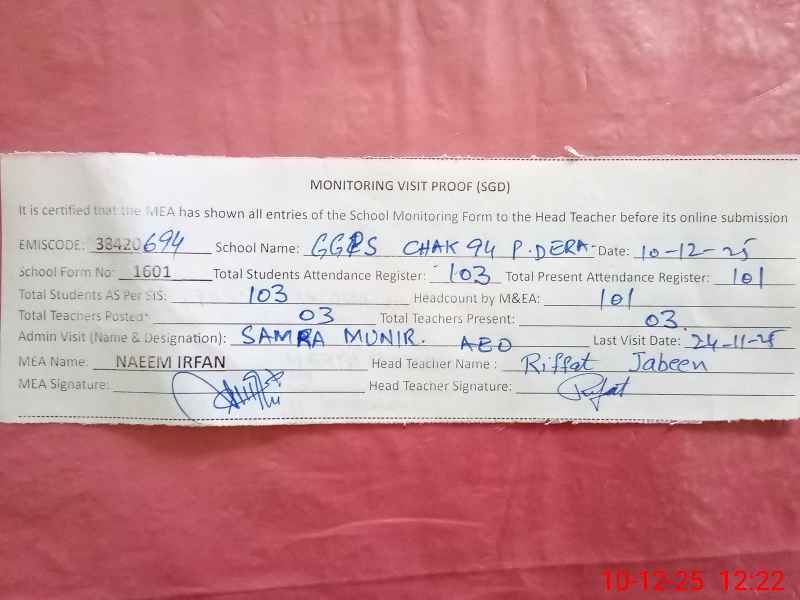 MONITORING VISIT PROOF (SGD)
It is certified that the MEA has shown all entries of the School Monitoring Form to the Head Teacher before its online submission
EMISCODE: 38420694 School Name: GGPS CHAK 94 P.DERA Date: 10-12-25
School Form No: 1601 Total Students Attendance Register: 103 Total Present Attendance Register: 101
Total Students AS Per SIS: 103 Headcount by M&EA: 101
Total Teachers Posted: 03 Total Teachers Present: 03.
Admin Visit (Name & Designation): SAMRA MUNIR. AEO Last Visit Date: 24-11-25
MEA Name: NAEEM IRFAN Head Teacher Name : Riffat Jabeen
MEA Signature: Head Teacher Signature: Riffat
10-12-25 12:22